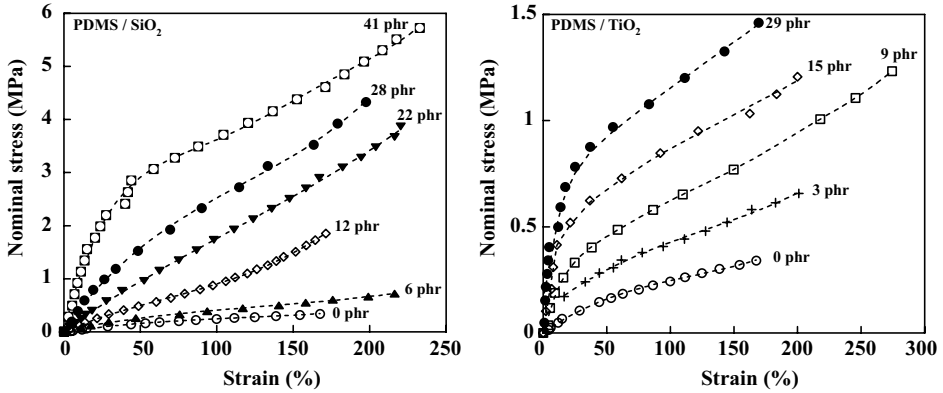 PDMS / SiO2
41 phr
28 phr
22 phr
12 phr
6 phr
0 phr
6
5
4
3
2
1
0
0
50
100
150
200
250
Nominal stress (MPa)
Strain (%)
PDMS / TiO2
29 phr
9 phr
15 phr
3 phr
0 phr
1.5
1
0.5
0
0
50
100
150
200
250
300
Nominal stress (MPa)
Strain (%)